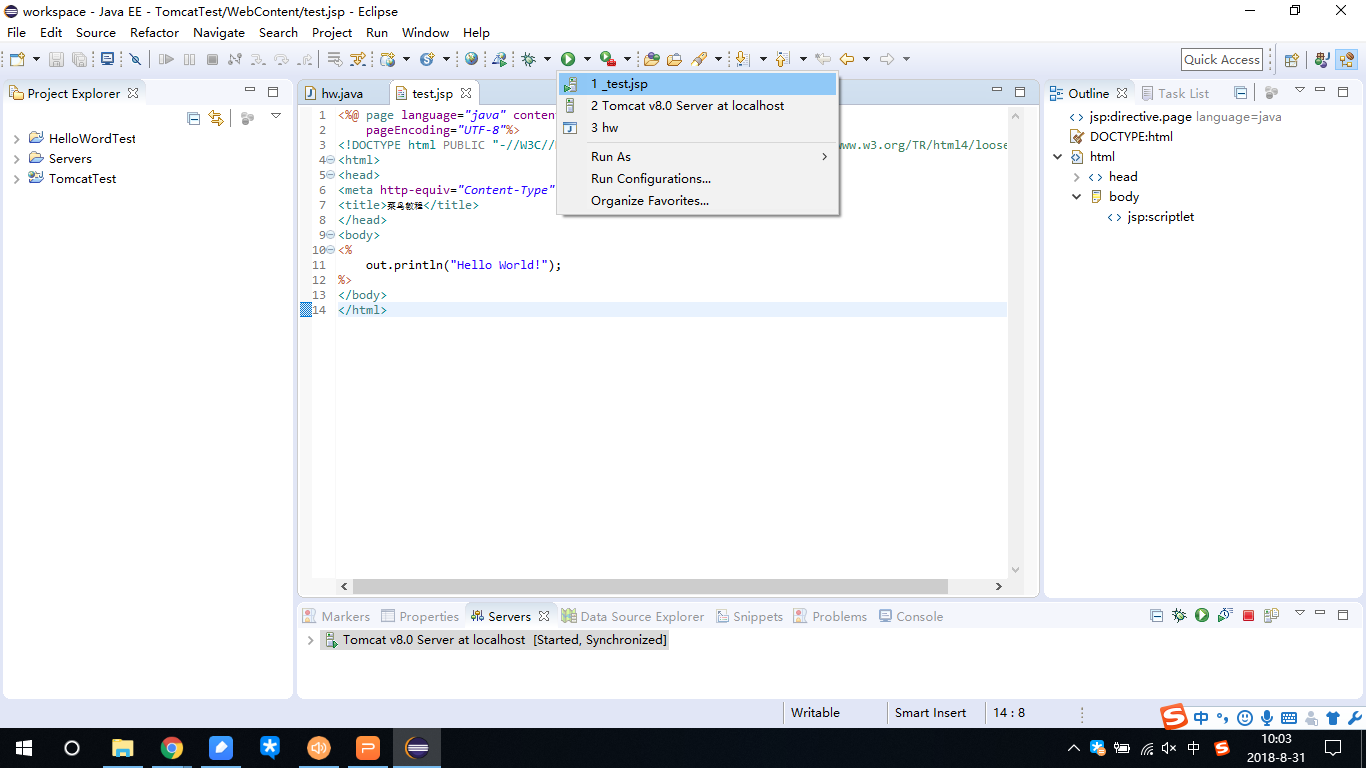 workspace - Java EE - TomcatTest/WebContent/test.jsp - Eclipse
File Edit Source Refactor Navigate Search Project Run Window Help
Quick Access
Project Explorer
HelloWordTest
Servers
TomcatTest
hw.java
test.jsp
1 <%@ page language="java" conten
2 pageEncoding="UTF-8"%>
3 <!DOCTYPE html PUBLIC "-//W3C// www.w3.org/TR/html4/loose
4 <html>
5 <head>
6 <meta http-equiv="Content-Type"
7 <title>菜鸟教程</title>
8 </head>
9 <body>
10 <%
11 out.println("Hello World!");
12 %>
13 </body>
14 </html>
1 _test.jsp
2 Tomcat v8.0 Server at localhost
3 hw
Run As
Run Configurations...
Organize Favorites...
Outline
Task List
jsp:directive.page language=java
DOCTYPE:html
html
head
body
jsp:scriptlet
Markers Properties Servers Data Source Explorer Snippets Problems Console
Tomcat v8.0 Server at localhost [Started, Synchronized]
Writable Smart Insert 14 : 8
中
中
10:03
2018-8-31